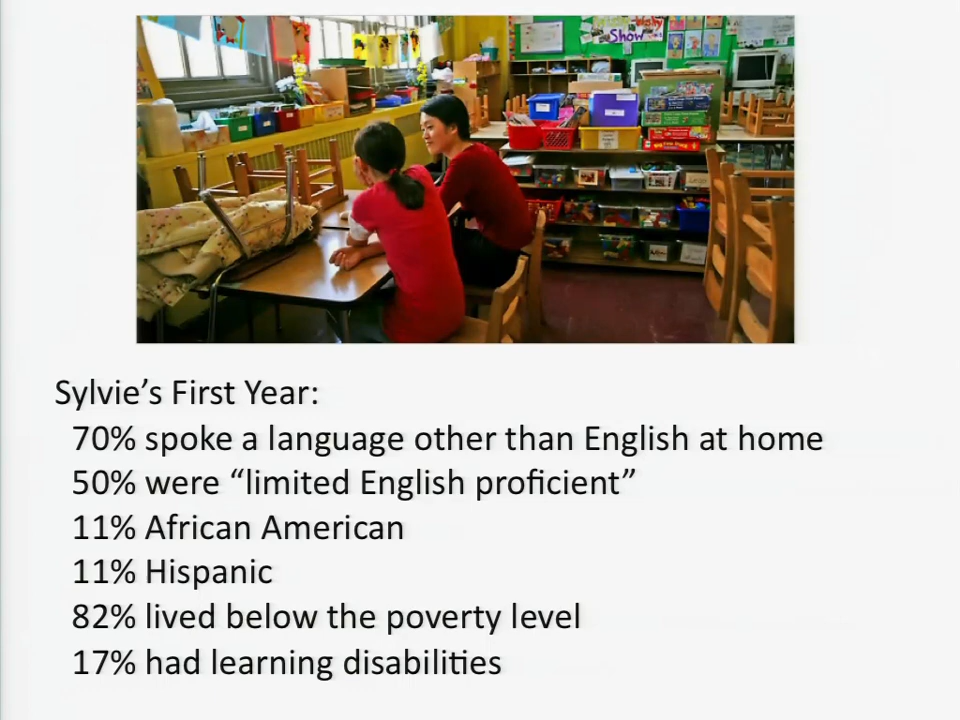 Show
Sylvie’s First Year:
70% spoke a language other than English at home
50% were “limited English proficient”
11% African American
11% Hispanic
82% lived below the poverty level
17% had learning disabilities